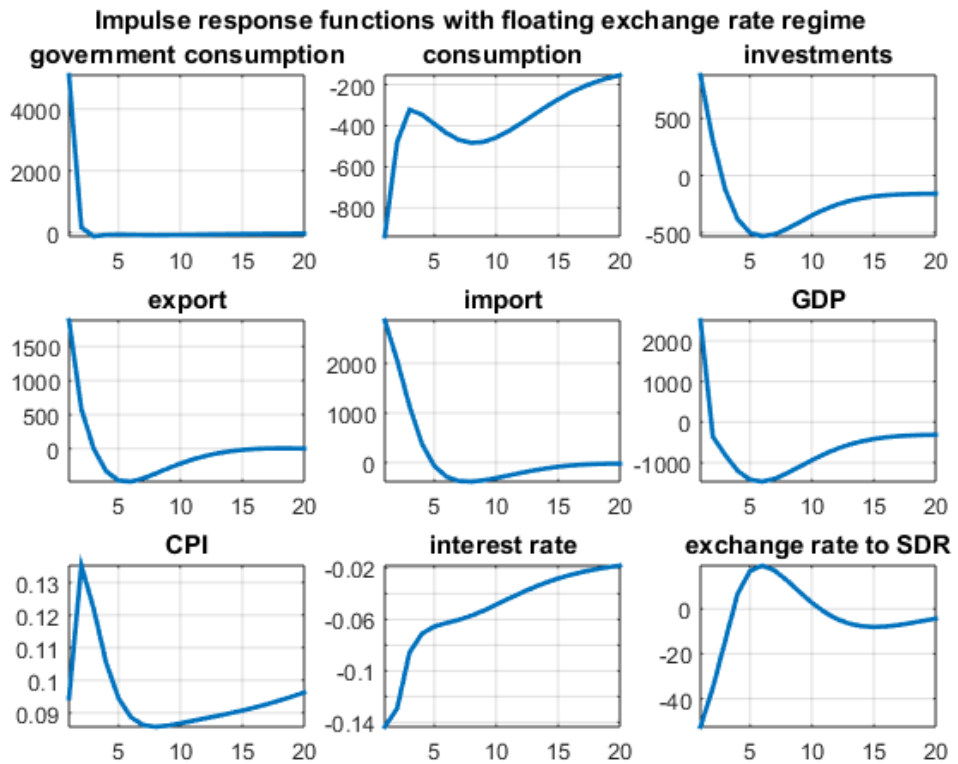 Impulse response functions with floating exchange rate regime
government consumption
4000
2000
0
5 10 15 20
consumption
-200
-400
-600
-800
5 10 15 20
investments
500
0
-500
5 10 15 20
export
1500
1000
500
0
5 10 15 20
import
2000
1000
0
5 10 15 20
GDP
2000
1000
0
-1000
5 10 15 20
CPI
0.13
0.12
0.11
0.1
0.09
5 10 15 20
interest rate
-0.02
-0.06
-0.1
-0.14
5 10 15 20
exchange rate to SDR
0
-20
-40
5 10 15 20